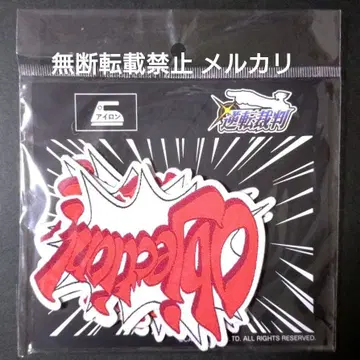 無断転載禁止 メルカリ
アイロン
逆転裁判
Objection!
TD. ALL RIGHTS RESERVED.